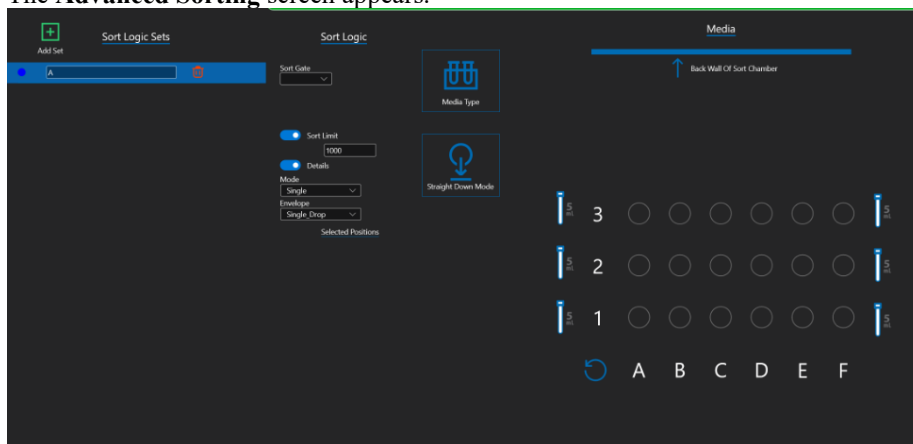 The Advanced Sorting screen appears.
Add Set
Sort Logic Sets
A
Sort Logic
Sort Gate
Sort Limit
1000
Details
Mode
Single
Envelope
Single_Drop
Selected Positions
Media Type
Straight Down Mode
Media
Back Wall Of Sort Chamber
3
2
1
A B C D E F